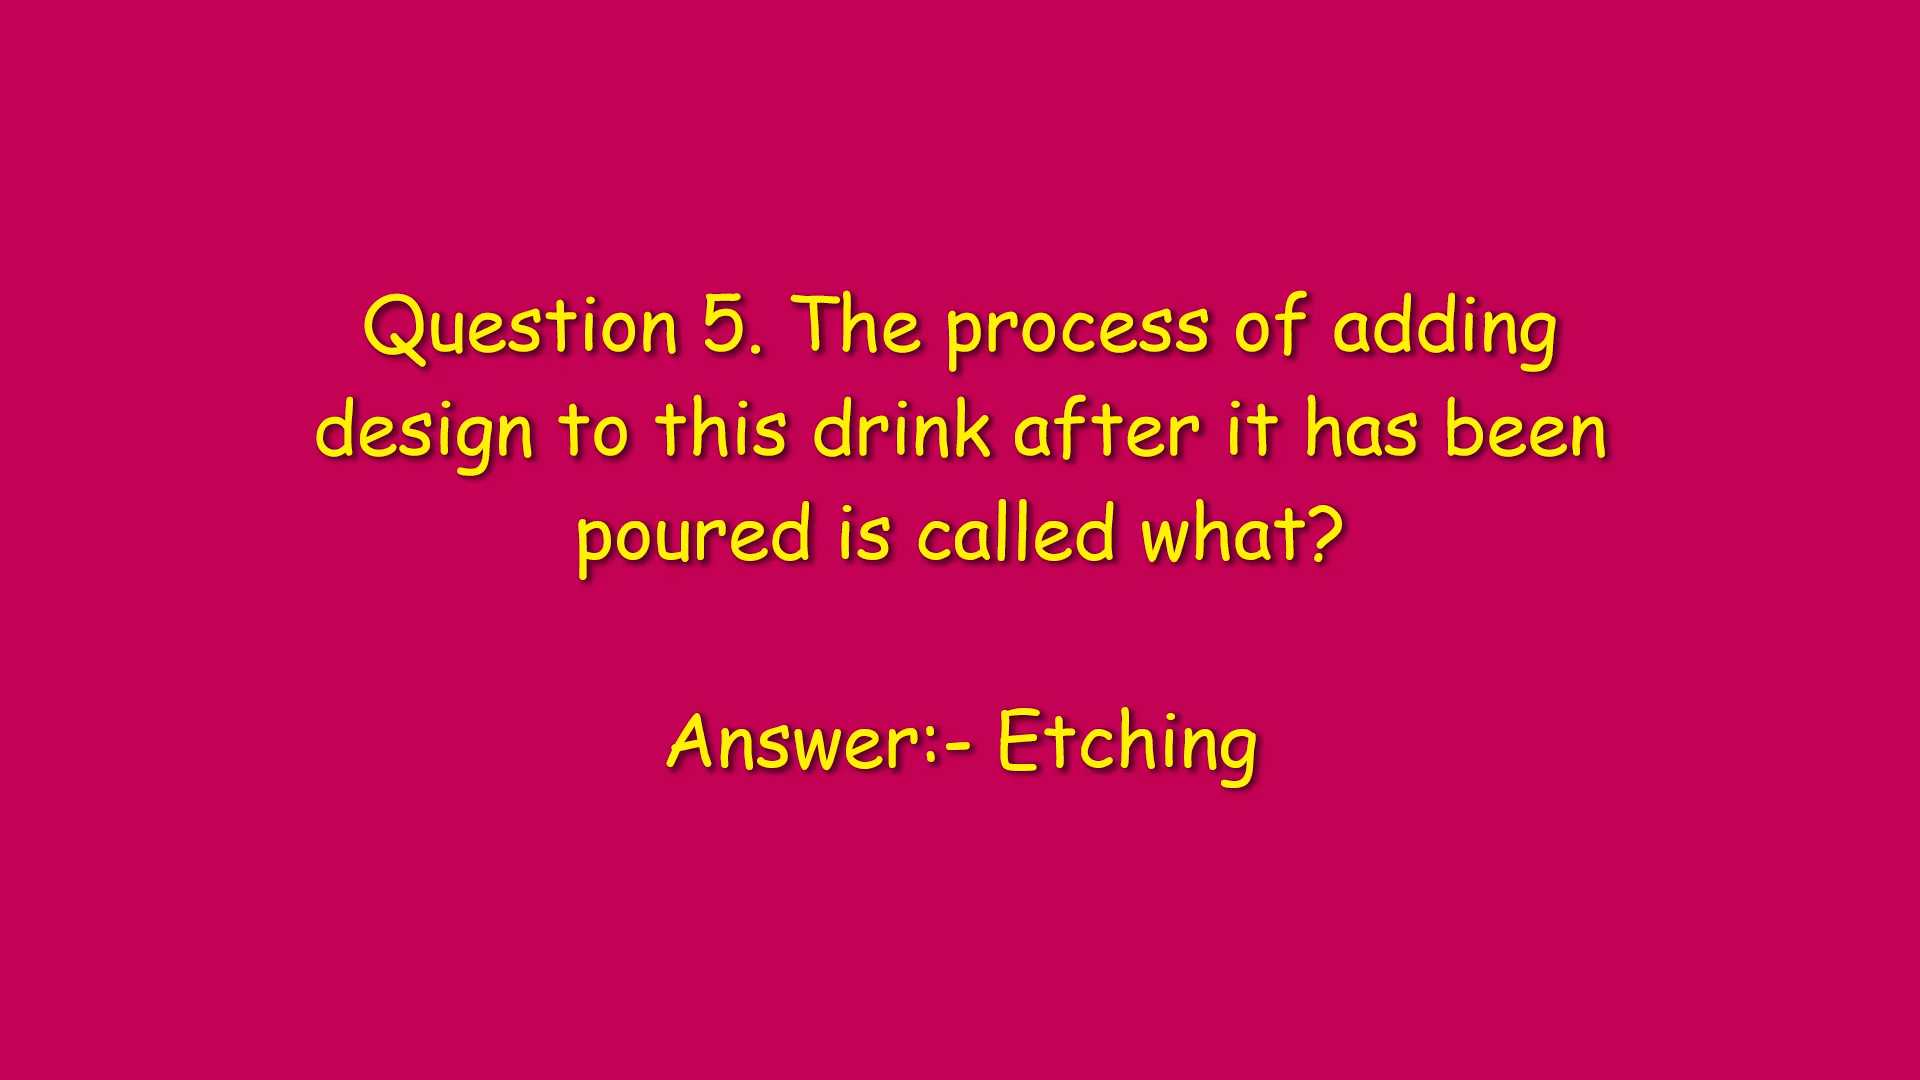 Question 5. The process of adding
design to this drink after it has been
poured is called what?
Answer:- Etching